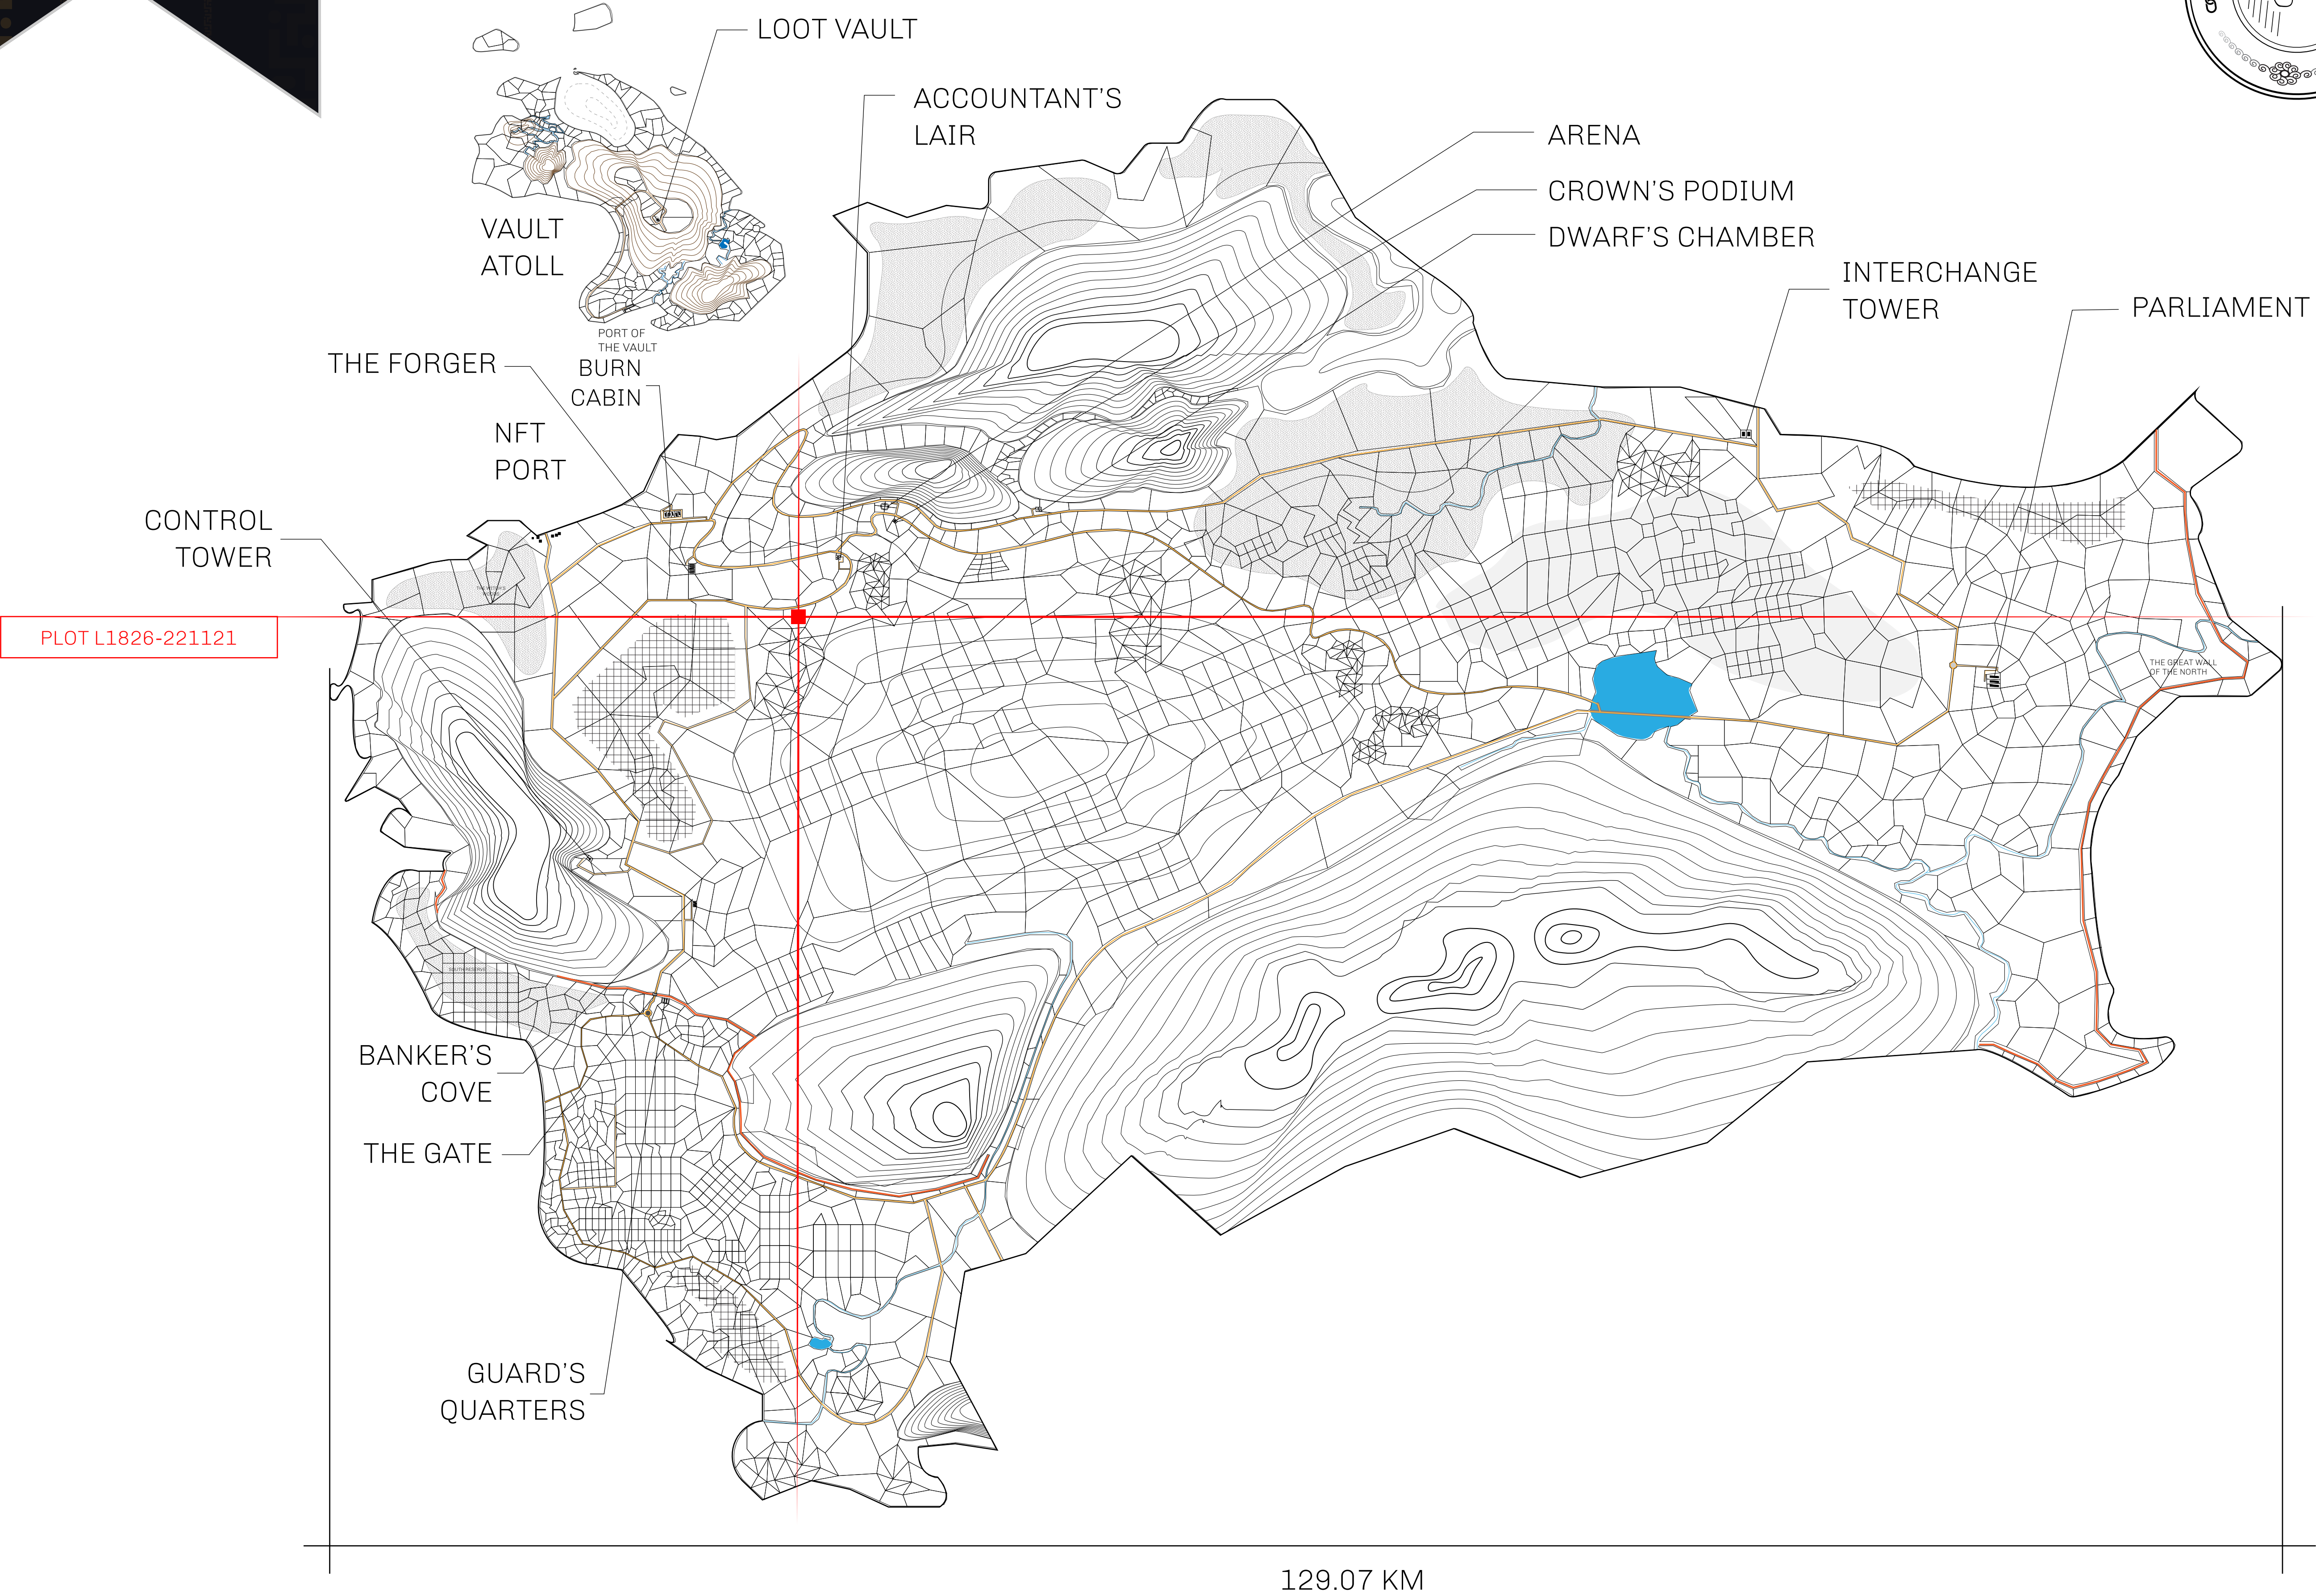 LOOT VAULT
ACCOUNTANT'S
LAIR
ARENA
CROWN'S PODIUM
DWARF'S CHAMBER
INTERCHANGE
TOWER
PARLIAMENT
VAULT
ATOLL
PORT OF
THE VAULT
THE FORGER
BURN
CABIN
NFT
PORT
CONTROL
TOWER
PLOT L1826-221121
THE GREAT WALL
OF THE NORTH
SOUTH RESERVE
BANKER'S
COVE
THE GATE
GUARD'S
QUARTERS
129.07 KM